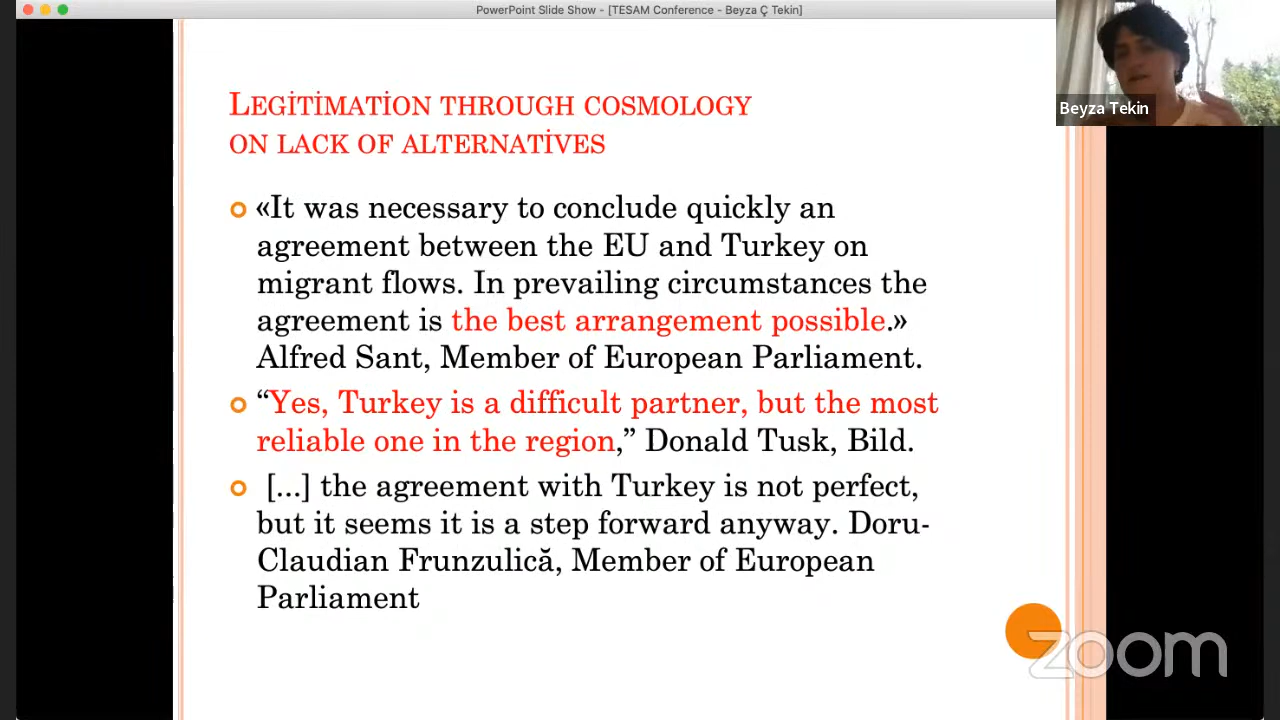 PowerPoint Slide Show - [TESAM Conference - Beyza Ç Tekin]
Beyza Tekin
LEGİTİMATİON THROUGH COSMOLOGY
ON LACK OF ALTERNATİVES
«It was necessary to conclude quickly an
agreement between the EU and Turkey on
migrant flows. In prevailing circumstances the
agreement is the best arrangement possible.»
Alfred Sant, Member of European Parliament.
“Yes, Turkey is a difficult partner, but the most
reliable one in the region,” Donald Tusk, Bild.
[...] the agreement with Turkey is not perfect,
but it seems it is a step forward anyway. Doru-
Claudian Frunzulică, Member of European
Parliament
zoom